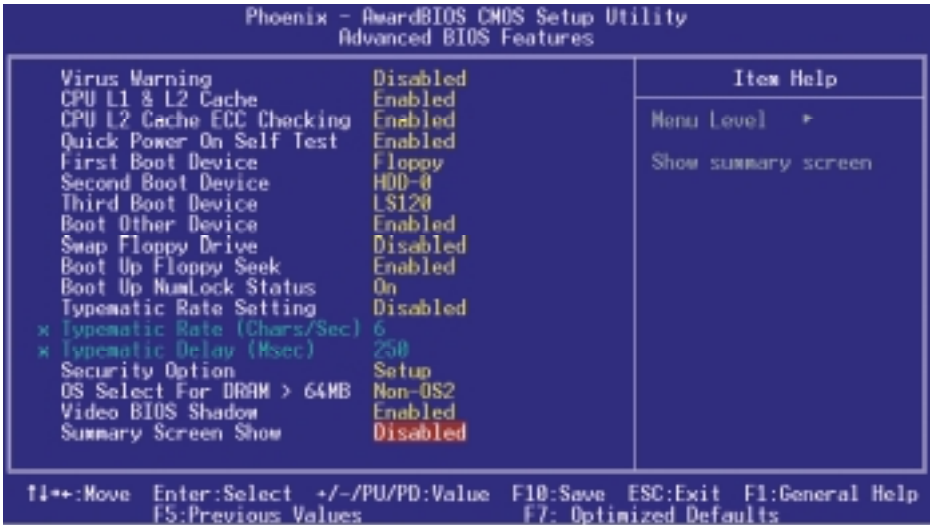 Phoenix - AwardBIOS CMOS Setup Utility
Advanced BIOS Features
Virus Warning Disabled
CPU L1 & L2 Cache Enabled
CPU L2 Cache ECC Checking Enabled
Quick Power On Self Test Enabled
First Boot Device Floppy
Second Boot Device HDD-0
Third Boot Device LS120
Boot Other Device Enabled
Swap Floppy Drive Disabled
Boot Up Floppy Seek Enabled
Boot Up NumLock Status On
Typematic Rate Setting Disabled
x Typematic Rate (Chars/Sec) 6
x Typematic Delay (Msec) 250
Security Option Setup
OS Select For DRAM > 64MB Non-OS2
Video BIOS Shadow Enabled
Summary Screen Show Disabled
Item Help
Menu Level ▸
Show summary screen
↑↓→←:Move Enter:Select +/-/PU/PD:Value F10:Save ESC:Exit F1:General Help
F5:Previous Values F7: Optimized Defaults